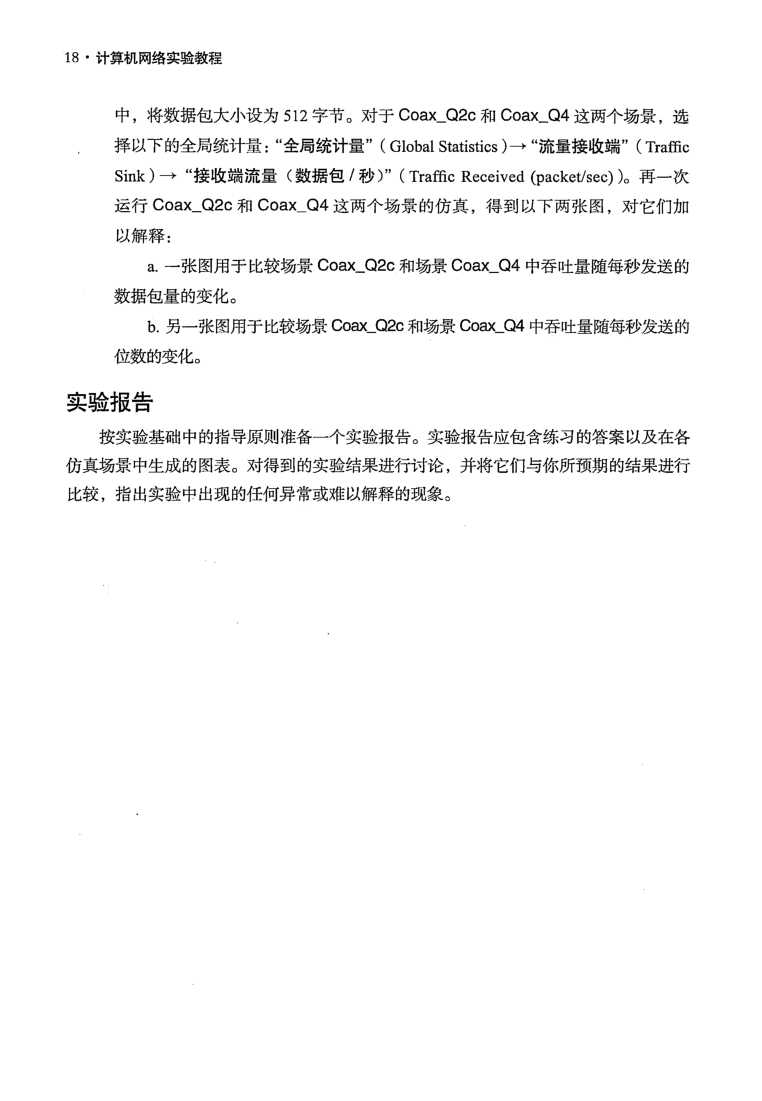 18·计算机网络实验教程
中，将数据包大小设为 512 字节。对于 Coax_Q2c 和 Coax_Q4 这两个场景，选
择以下的全局统计量：“全局统计量”（Global Statistics）→“流量接收端”（Traffic
Sink）→ “接收端流量（数据包 / 秒）”（Traffic Received (packet/sec)）。再一次
运行 Coax_Q2c 和 Coax_Q4 这两个场景的仿真，得到以下两张图，对它们加
以解释：
a. 一张图用于比较场景 Coax_Q2c 和场景 Coax_Q4 中吞吐量随每秒发送的
数据包量的变化。
b. 另一张图用于比较场景 Coax_Q2c 和场景 Coax_Q4 中吞吐量随每秒发送的
位数的变化。
实验报告
按实验基础中的指导原则准备一个实验报告。实验报告应包含练习的答案以及在各
仿真场景中生成的图表。对得到的实验结果进行讨论，并将它们与你所预期的结果进行
比较，指出实验中出现的任何异常或难以解释的现象。